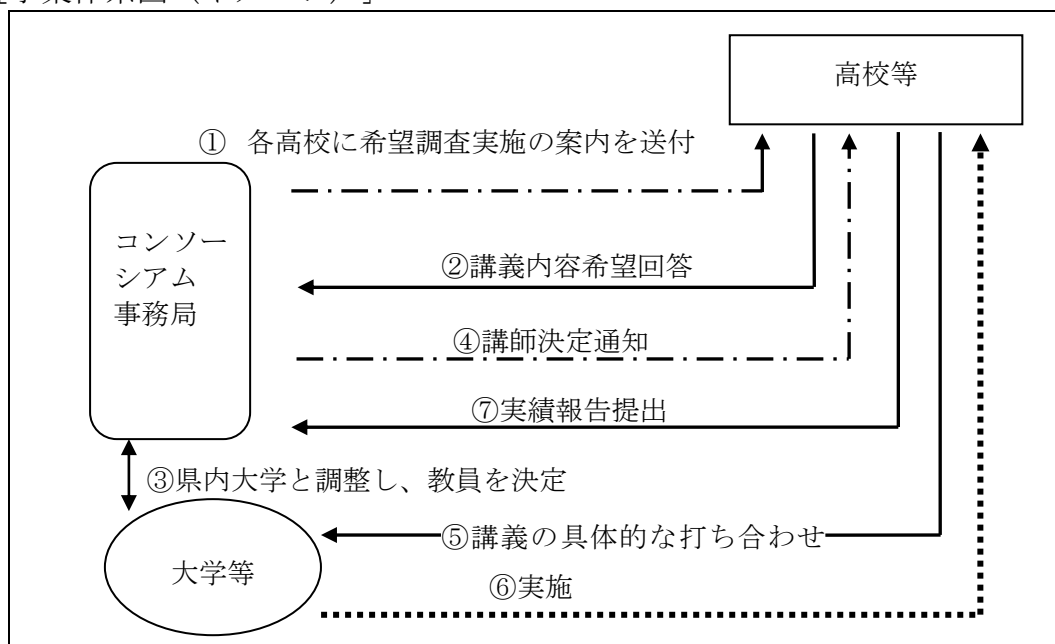 高校等
① 各高校に希望調査実施の案内を送付
コンソー
シアム
事務局
②講義内容希望回答
④講師決定通知
⑦実績報告提出
③県内大学と調整し、教員を決定
⑤講義の具体的な打ち合わせ
大学等
⑥実施